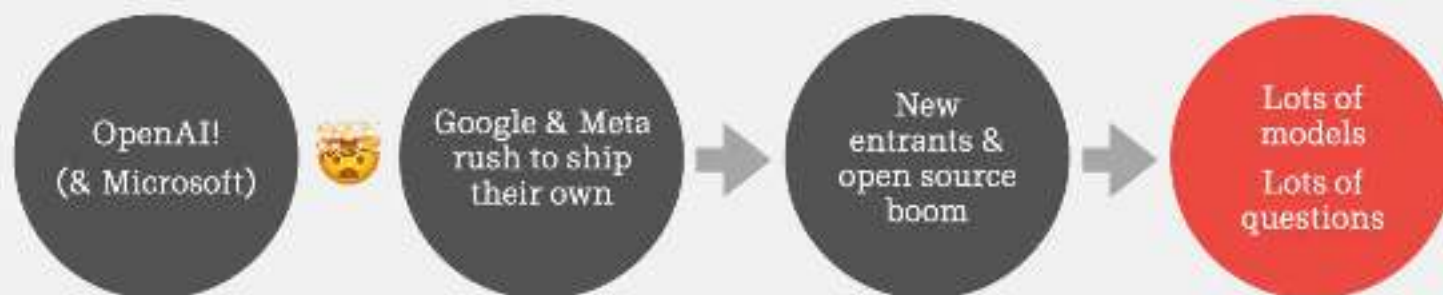 OpenAI!
(& Microsoft)
Google & Meta
rush to ship
their own
New
entrants &
open source
boom
Lots of
models
Lots of
questions